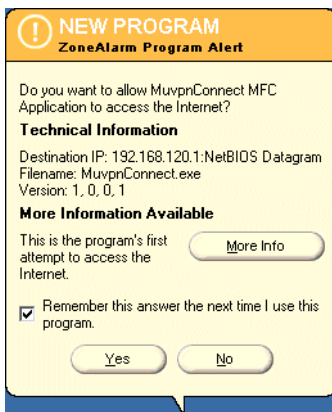 NEW PROGRAM
ZoneAlarm Program Alert
Do you want to allow MuvpnConnect MFC
Application to access the Internet?
Technical Information
Destination IP: 192.168.120.1:NetBIOS Datagram
Filename: MuvpnConnect.exe
Version: 1, 0, 0, 1
More Information Available
This is the program's first
attempt to access the
Internet.
More Info
Remember this answer the next time I use this
program.
Yes
No